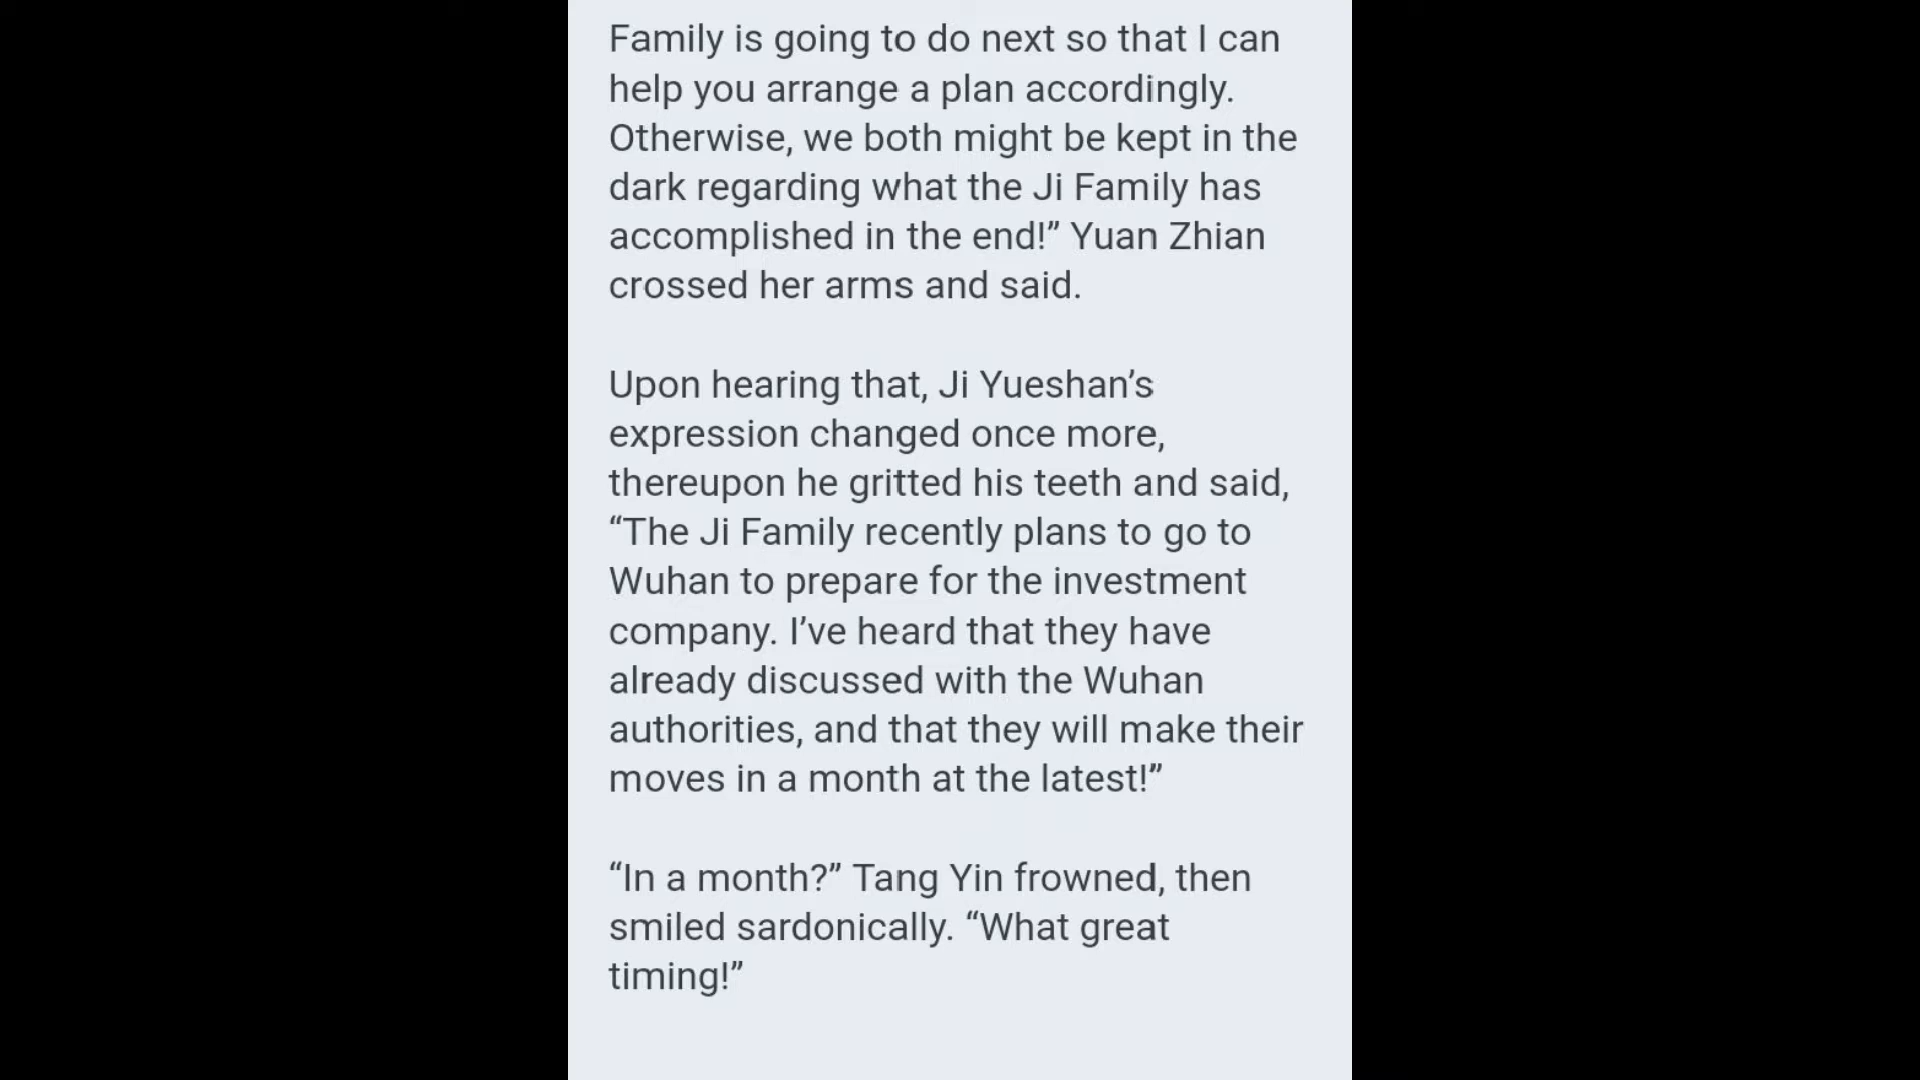 Family is going to do next so that I can
help you arrange a plan accordingly.
Otherwise, we both might be kept in the
dark regarding what the Ji Family has
accomplished in the end!” Yuan Zhian
crossed her arms and said.
Upon hearing that, Ji Yueshan’s
expression changed once more,
thereupon he gritted his teeth and said,
“The Ji Family recently plans to go to
Wuhan to prepare for the investment
company. I’ve heard that they have
already discussed with the Wuhan
authorities, and that they will make their
moves in a month at the latest!”
“In a month?” Tang Yin frowned, then
smiled sardonically. “What great
timing!”